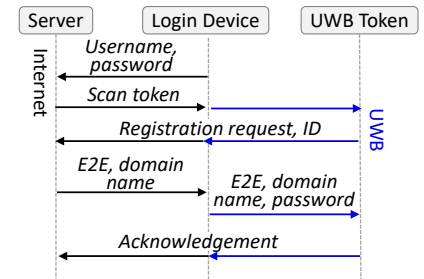 Server
Login Device
UWB Token
Internet
Username,
password
Scan token
UWB
Registration request, ID
E2E, domain
name
E2E, domain
name, password
Acknowledgement